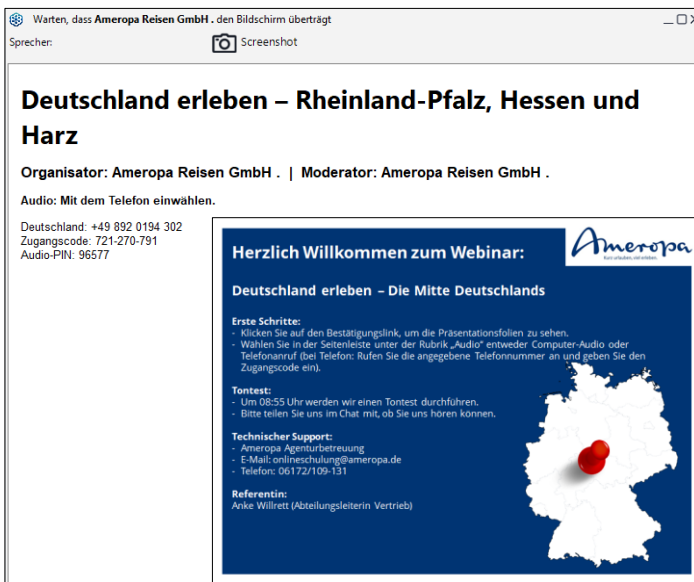 Warten, dass Ameropa Reisen GmbH . den Bildschirm überträgt
Sprecher:
Screenshot
Deutschland erleben – Rheinland-Pfalz, Hessen und
Harz
Organisator: Ameropa Reisen GmbH . | Moderator: Ameropa Reisen GmbH .
Audio: Mit dem Telefon einwählen.
Deutschland: +49 892 0194 302
Zugangscode: 721-270-791
Audio-PIN: 96577
Ameropa
Kurz urlauben, viel erleben.
Herzlich Willkommen zum Webinar:
Deutschland erleben – Die Mitte Deutschlands
Erste Schritte:
- Klicken Sie auf den Bestätigungslink, um die Präsentationsfolien zu sehen.
- Wählen Sie in der Seitenleiste unter der Rubrik „Audio“ entweder Computer-Audio oder
Telefonanruf (bei Telefon: Rufen Sie die angegebene Telefonnummer an und geben Sie den
Zugangscode ein).
Tontest:
- Um 08:55 Uhr werden wir einen Tontest durchführen.
- Bitte teilen Sie uns im Chat mit, ob Sie uns hören können.
Technischer Support:
- Ameropa Agenturbetreuung
- E-Mail: onlineschulung@ameropa.de
- Telefon: 06172/109-131
Referentin:
Anke Willrett (Abteilungsleiterin Vertrieb)